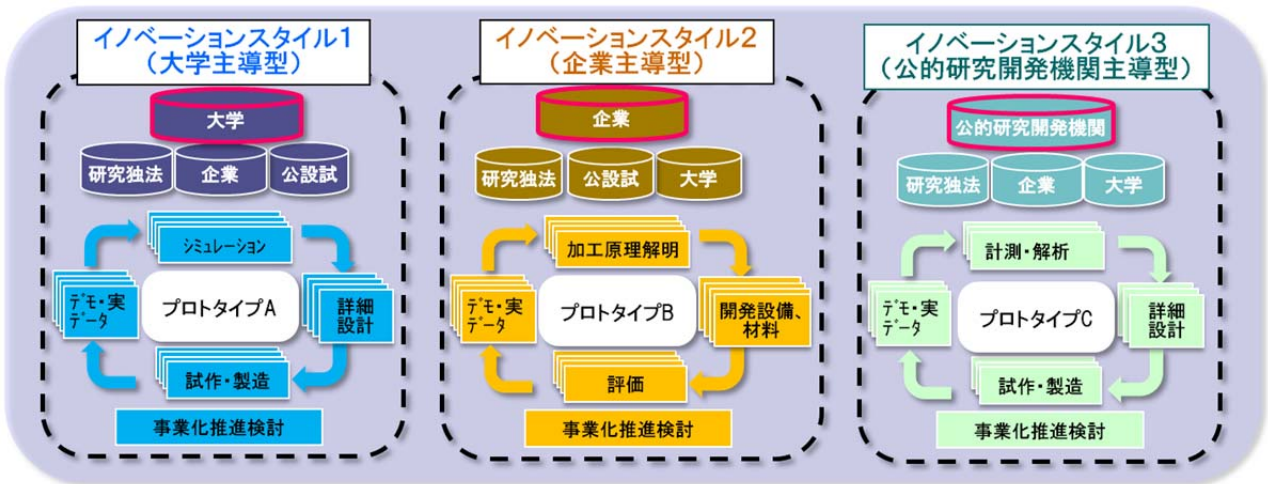 イノベーションスタイル1
（大学主導型）
大学
研究独法
企業
公設試
ｼﾐｭﾚｰｼｮﾝ
ﾃﾞﾓ・実
データ
プロトタイプA
詳細
設計
試作・製造
事業化推進検討
イノベーションスタイル2
（企業主導型）
企業
研究独法
公設試
大学
加工原理解明
ﾃﾞﾓ・実
データ
プロトタイプB
開発設備、
材料
評価
事業化推進検討
イノベーションスタイル3
（公的研究開発機関主導型）
公的研究開発機関
研究独法
企業
大学
計測・解析
ﾃﾞﾓ・実
データ
プロトタイプC
詳細
設計
試作・製造
事業化推進検討